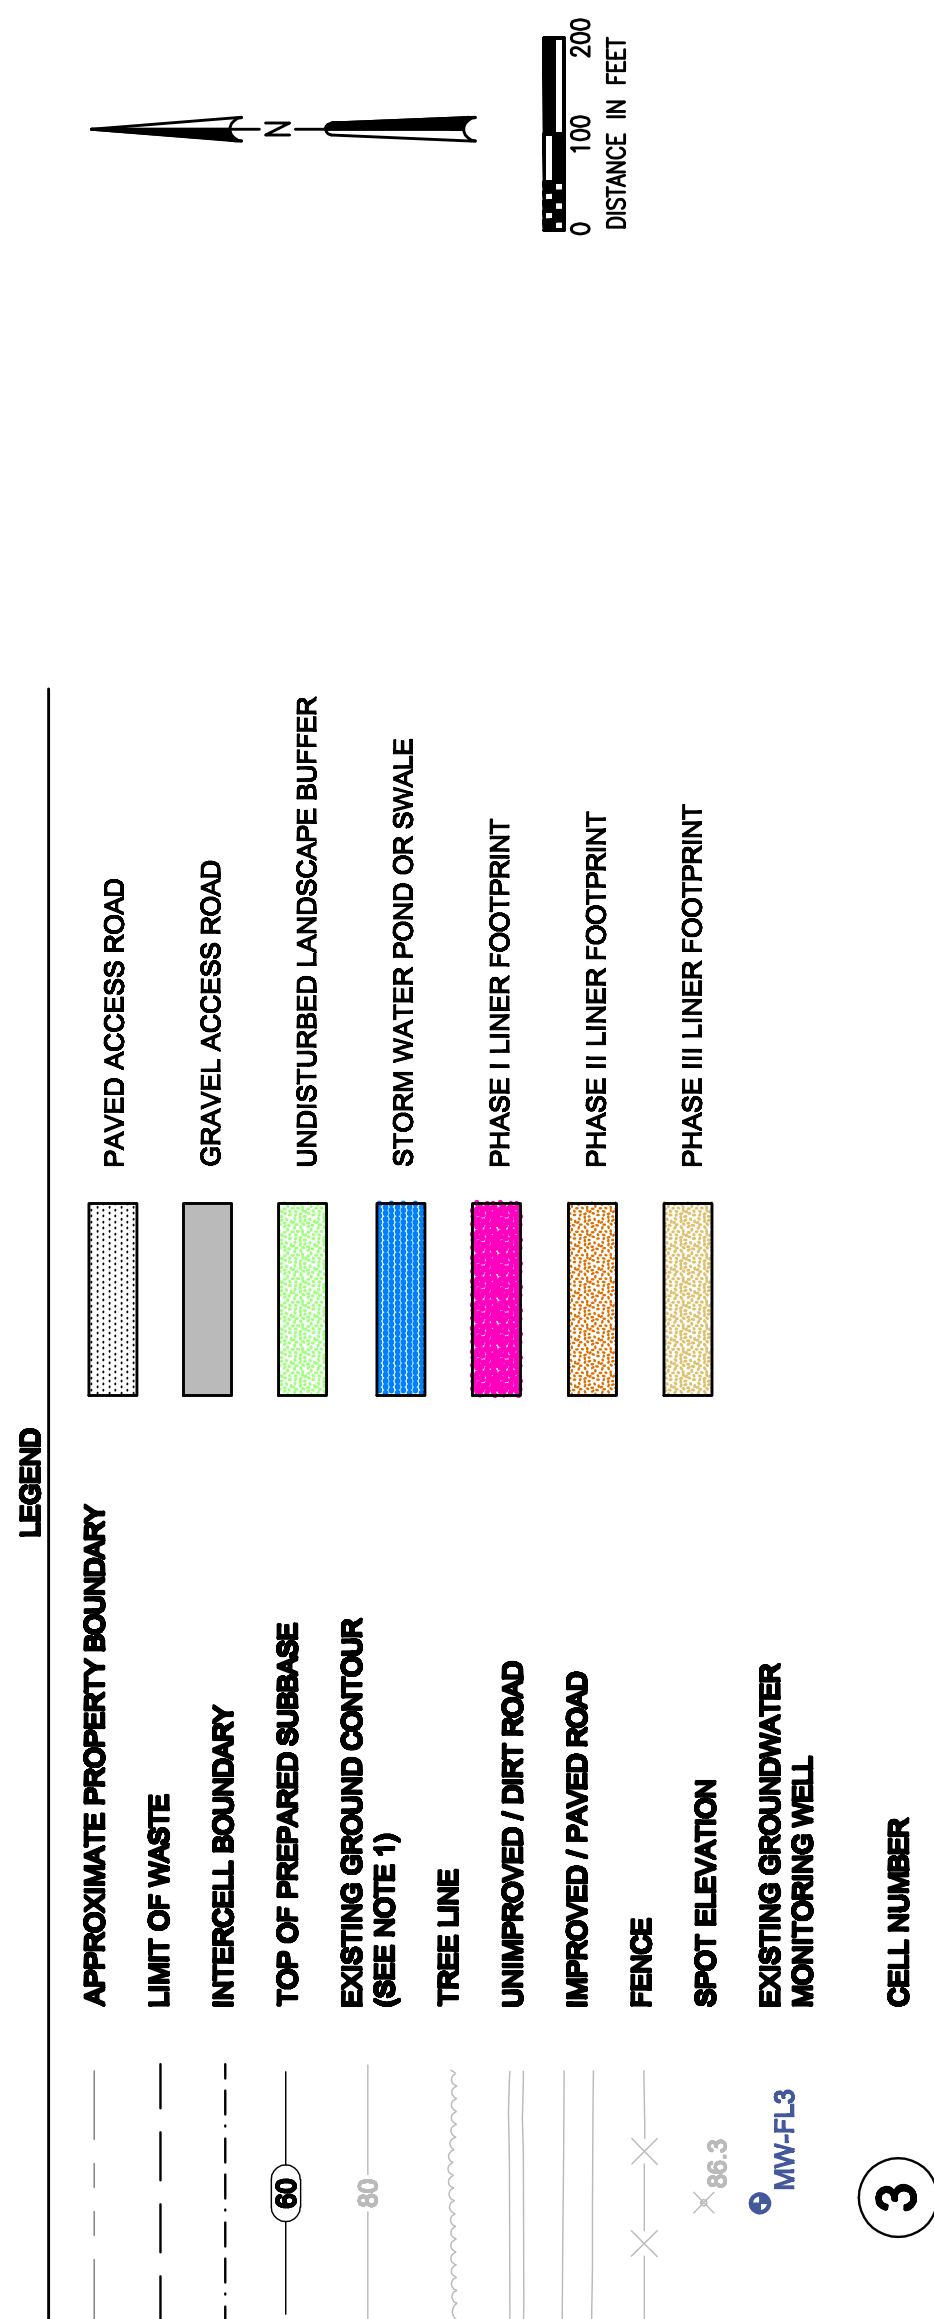 LEGEND
APPROXIMATE PROPERTY BOUNDARY
LIMIT OF WASTE
INTERCELL BOUNDARY
60
TOP OF PREPARED SUBBASE
80
EXISTING GROUND CONTOUR
(SEE NOTE 1)
TREE LINE
UNIMPROVED / DIRT ROAD
IMPROVED / PAVED ROAD
FENCE
86.3
SPOT ELEVATION
MW-FL3
EXISTING GROUNDWATER
MONITORING WELL
3
CELL NUMBER
PAVED ACCESS ROAD
GRAVEL ACCESS ROAD
UNDISTURBED LANDSCAPE BUFFER
STORM WATER POND OR SWALE
PHASE I LINER FOOTPRINT
PHASE II LINER FOOTPRINT
PHASE III LINER FOOTPRINT
N
0 100 200
DISTANCE IN FEET